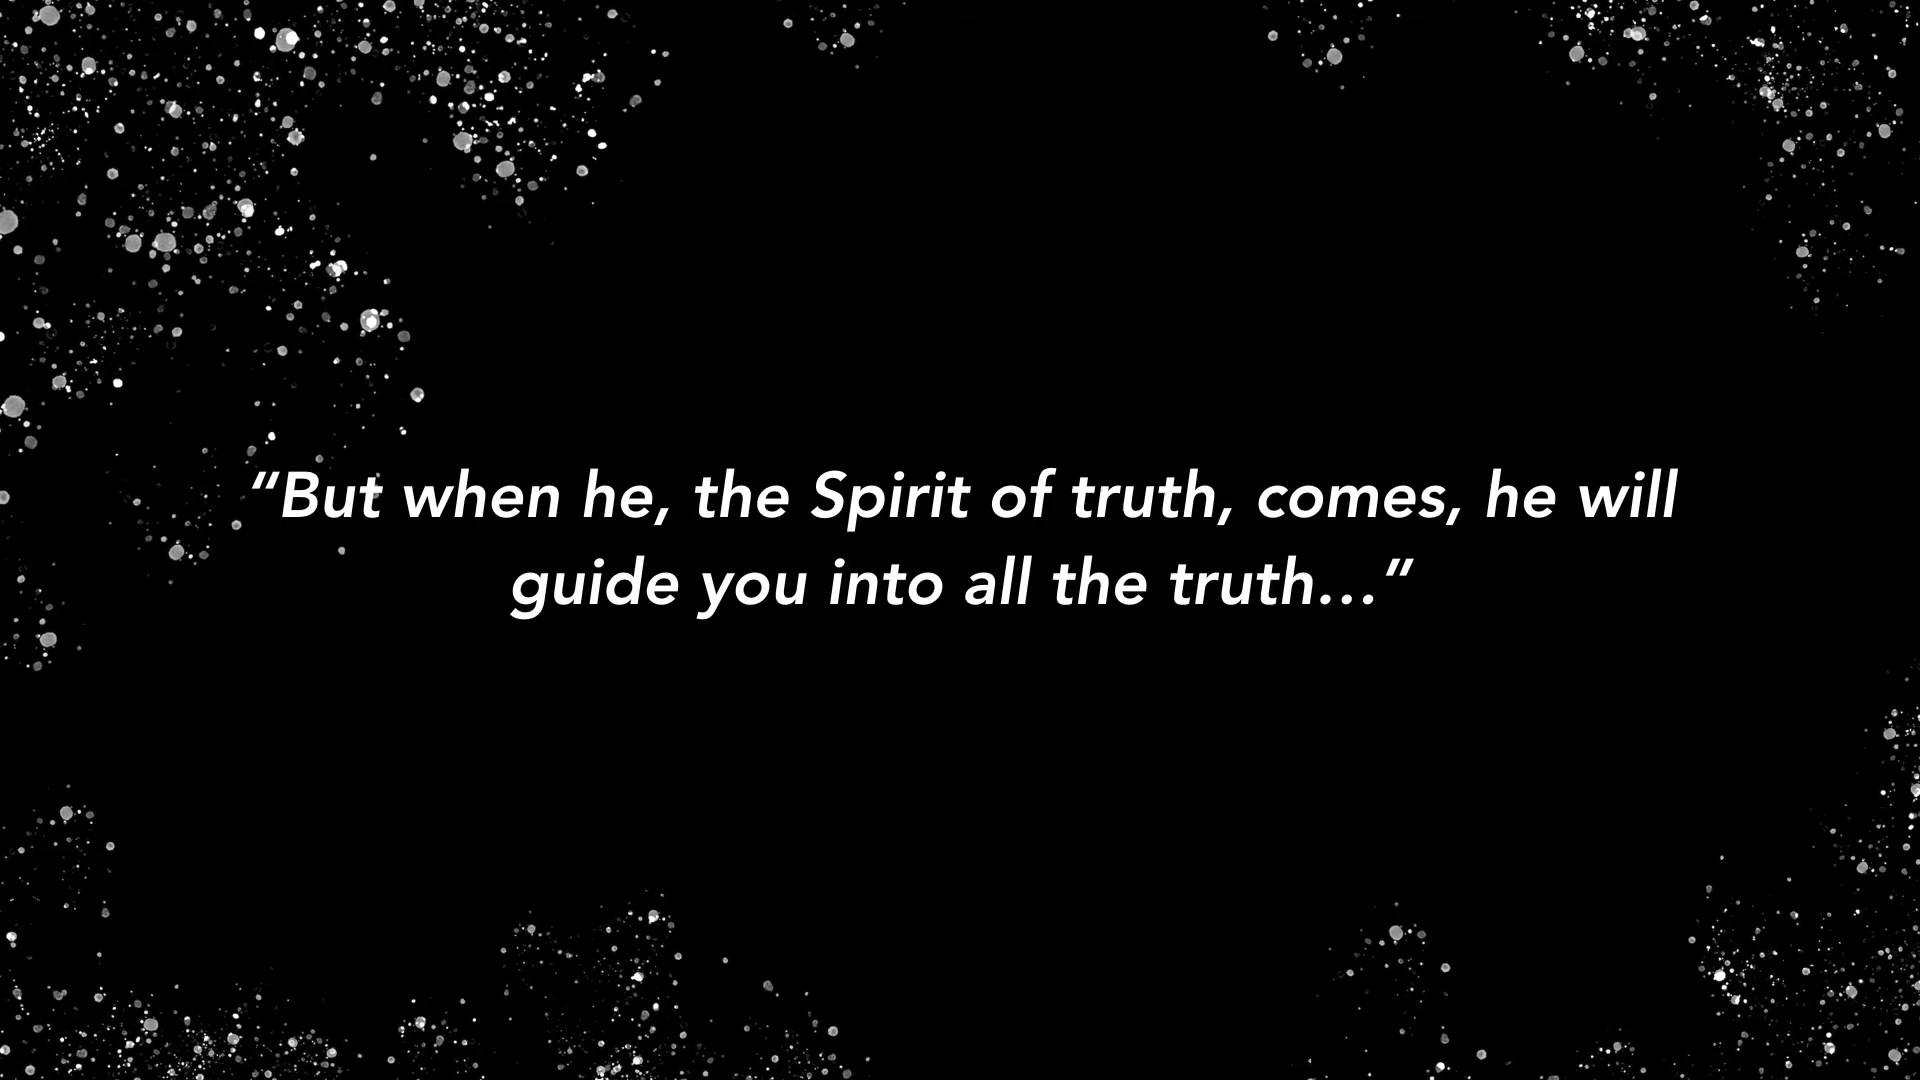 “But when he, the Spirit of truth, comes, he will
guide you into all the truth…”